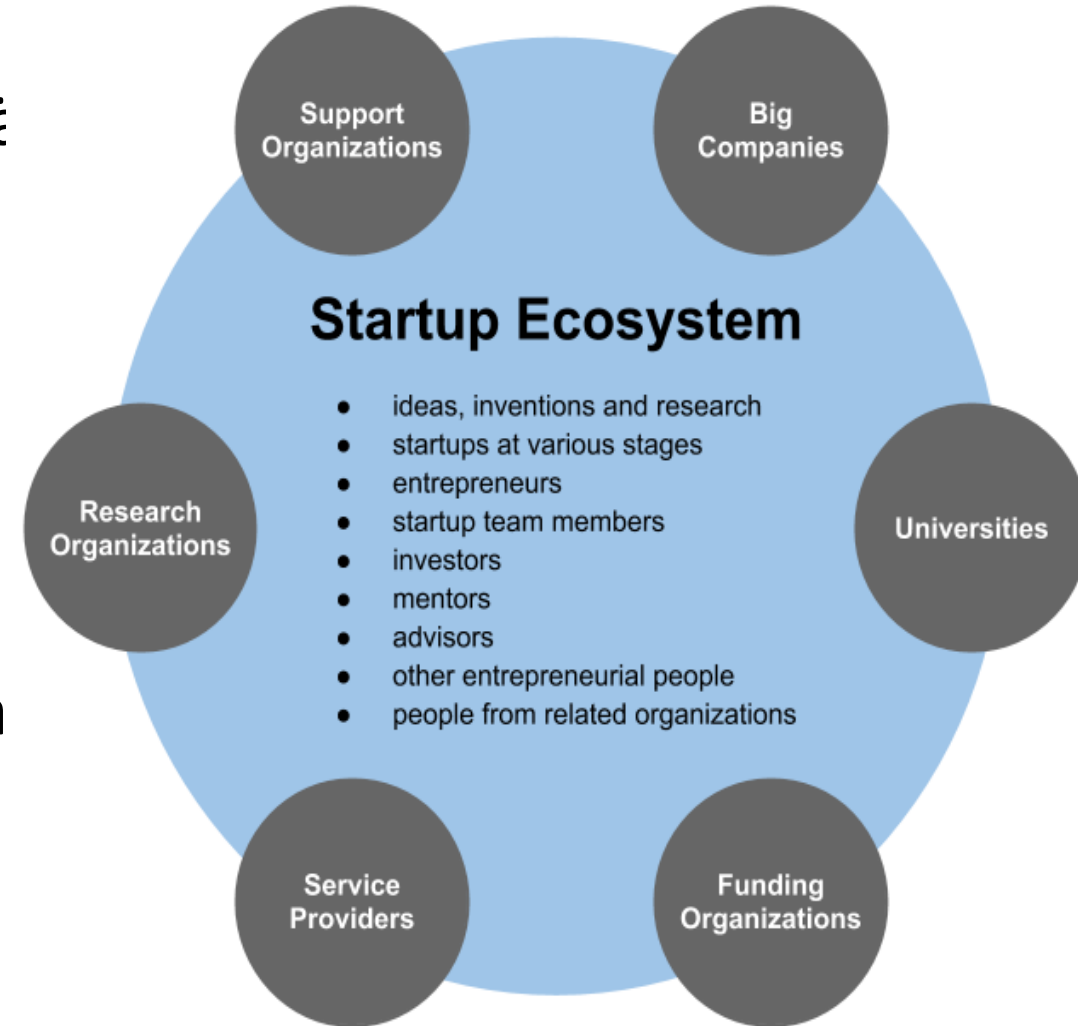 Support
Organizations
Big
Companies
Startup Ecosystem
● ideas, inventions and research
● startups at various stages
● entrepreneurs
● startup team members
● investors
● mentors
● advisors
● other entrepreneurial people
● people from related organizations
Research
Organizations
Universities
Service
Providers
Funding
Organizations